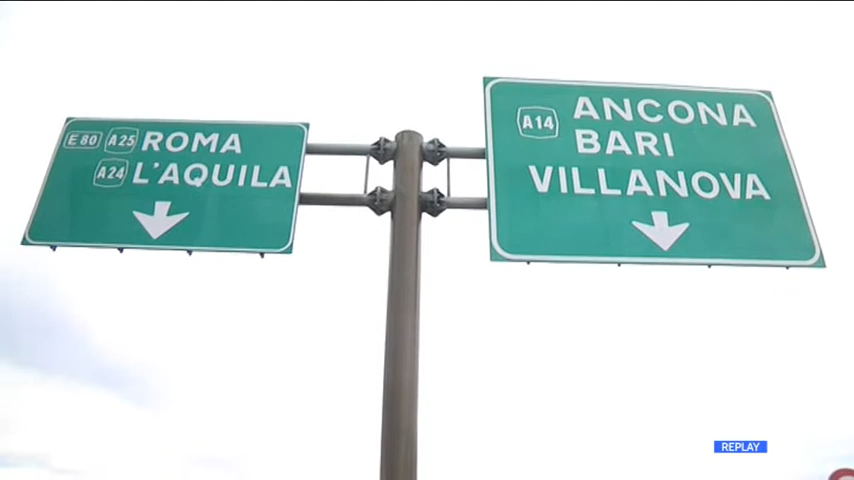 E 80 A25 ROMA
A24 L'AQUILA
A14 ANCONA
BARI
VILLANOVA
REPLAY